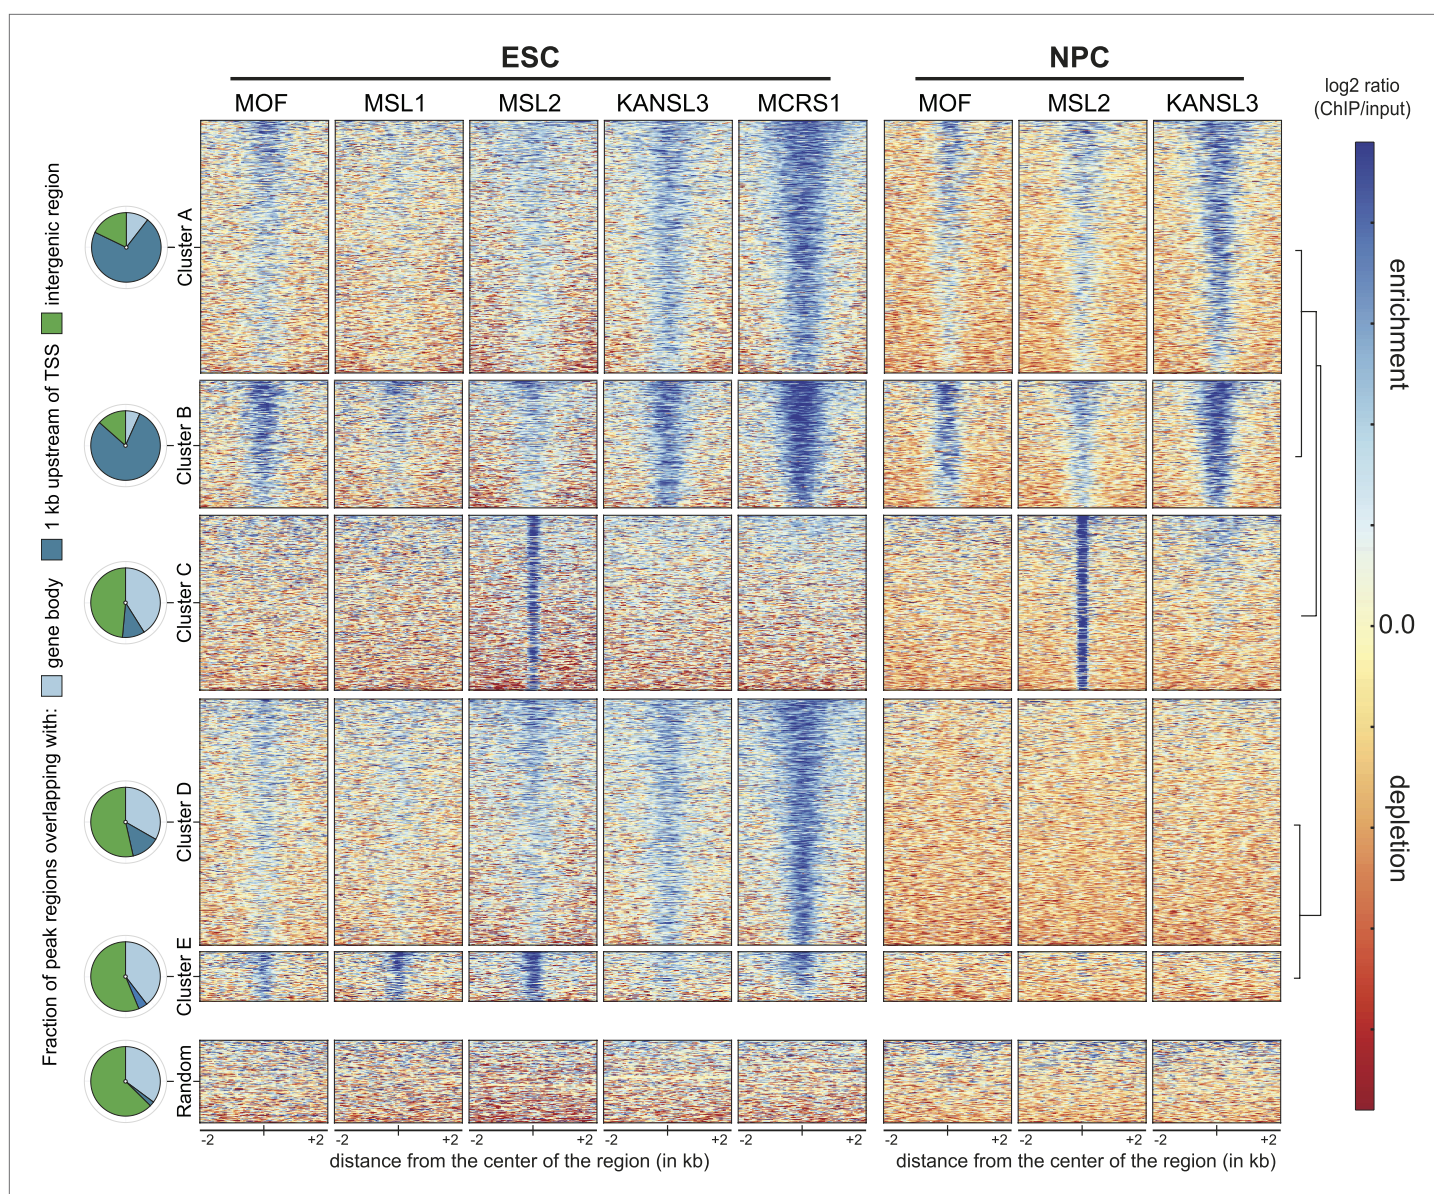 ESC NPC
MOF MSL1 MSL2 KANSL3 MCRS1 MOF MSL2 KANSL3
log2 ratio
(ChIP/input)
Fraction of peak regions overlapping with: gene body 1 kb upstream of TSS intergenic region
Cluster A
Cluster B
Cluster C
Cluster D
Cluster E
Random
enrichment
0.0
depletion
-2 +2 -2 +2 -2 +2 -2 +2 -2 +2 -2 +2 -2 +2 -2 +2
distance from the center of the region (in kb) distance from the center of the region (in kb)